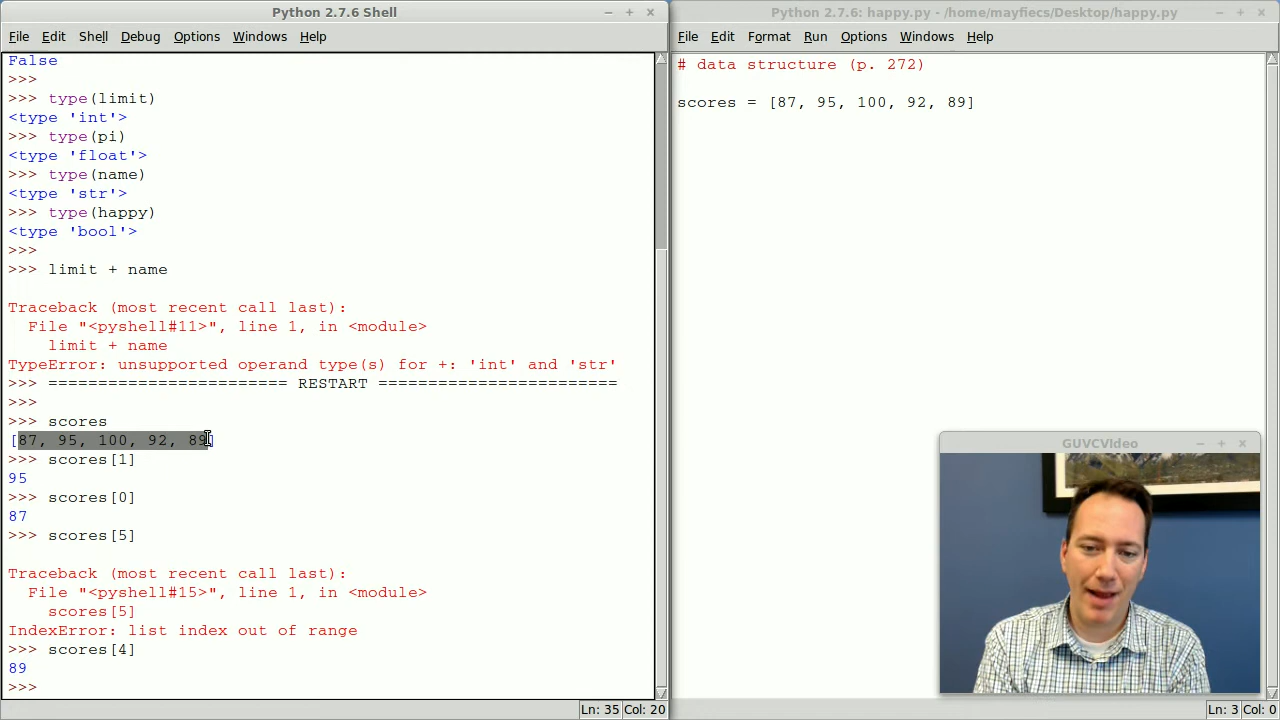 Python 2.7.6 Shell
File Edit Shell Debug Options Windows Help
False
>>>
>>> type(limit)
<type 'int'>
>>> type(pi)
<type 'float'>
>>> type(name)
<type 'str'>
>>> type(happy)
<type 'bool'>
>>>
>>> limit + name
Traceback (most recent call last):
  File "<pyshell#11>", line 1, in <module>
    limit + name
TypeError: unsupported operand type(s) for +: 'int' and 'str'
>>> ======================== RESTART ========================
>>>
>>> scores
[87, 95, 100, 92, 89]
>>> scores[1]
95
>>> scores[0]
87
>>> scores[5]
Traceback (most recent call last):
  File "<pyshell#15>", line 1, in <module>
    scores[5]
IndexError: list index out of range
>>> scores[4]
89
>>>
Ln: 35 Col: 20
Python 2.7.6: happy.py - /home/mayfiecs/Desktop/happy.py
File Edit Format Run Options Windows Help
# data structure (p. 272)
scores = [87, 95, 100, 92, 89]
GUVCVIdeo
Ln: 3 Col: 0